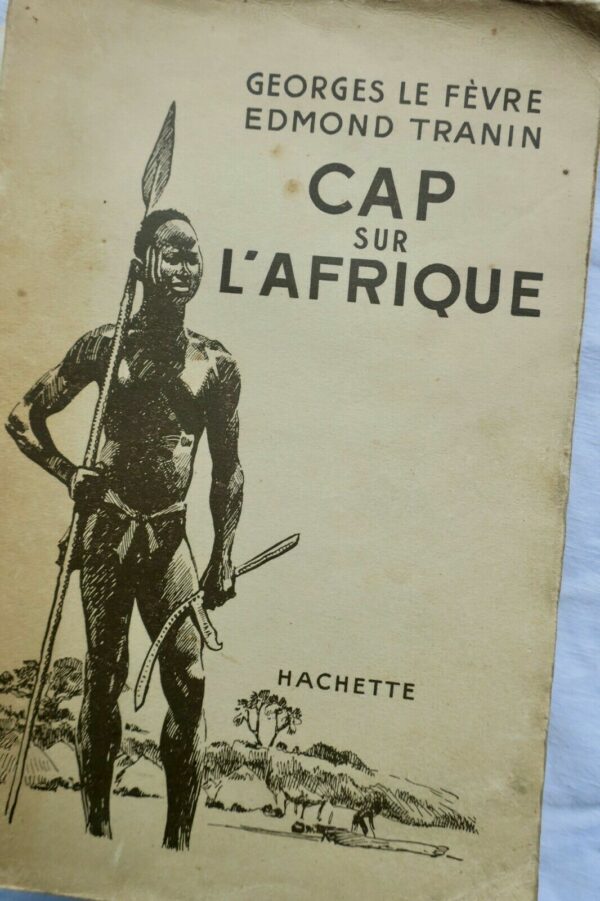 GEORGES LE FÈVRE
EDMOND TRANIN
CAP
SUR
L'AFRIQUE
HACHETTE